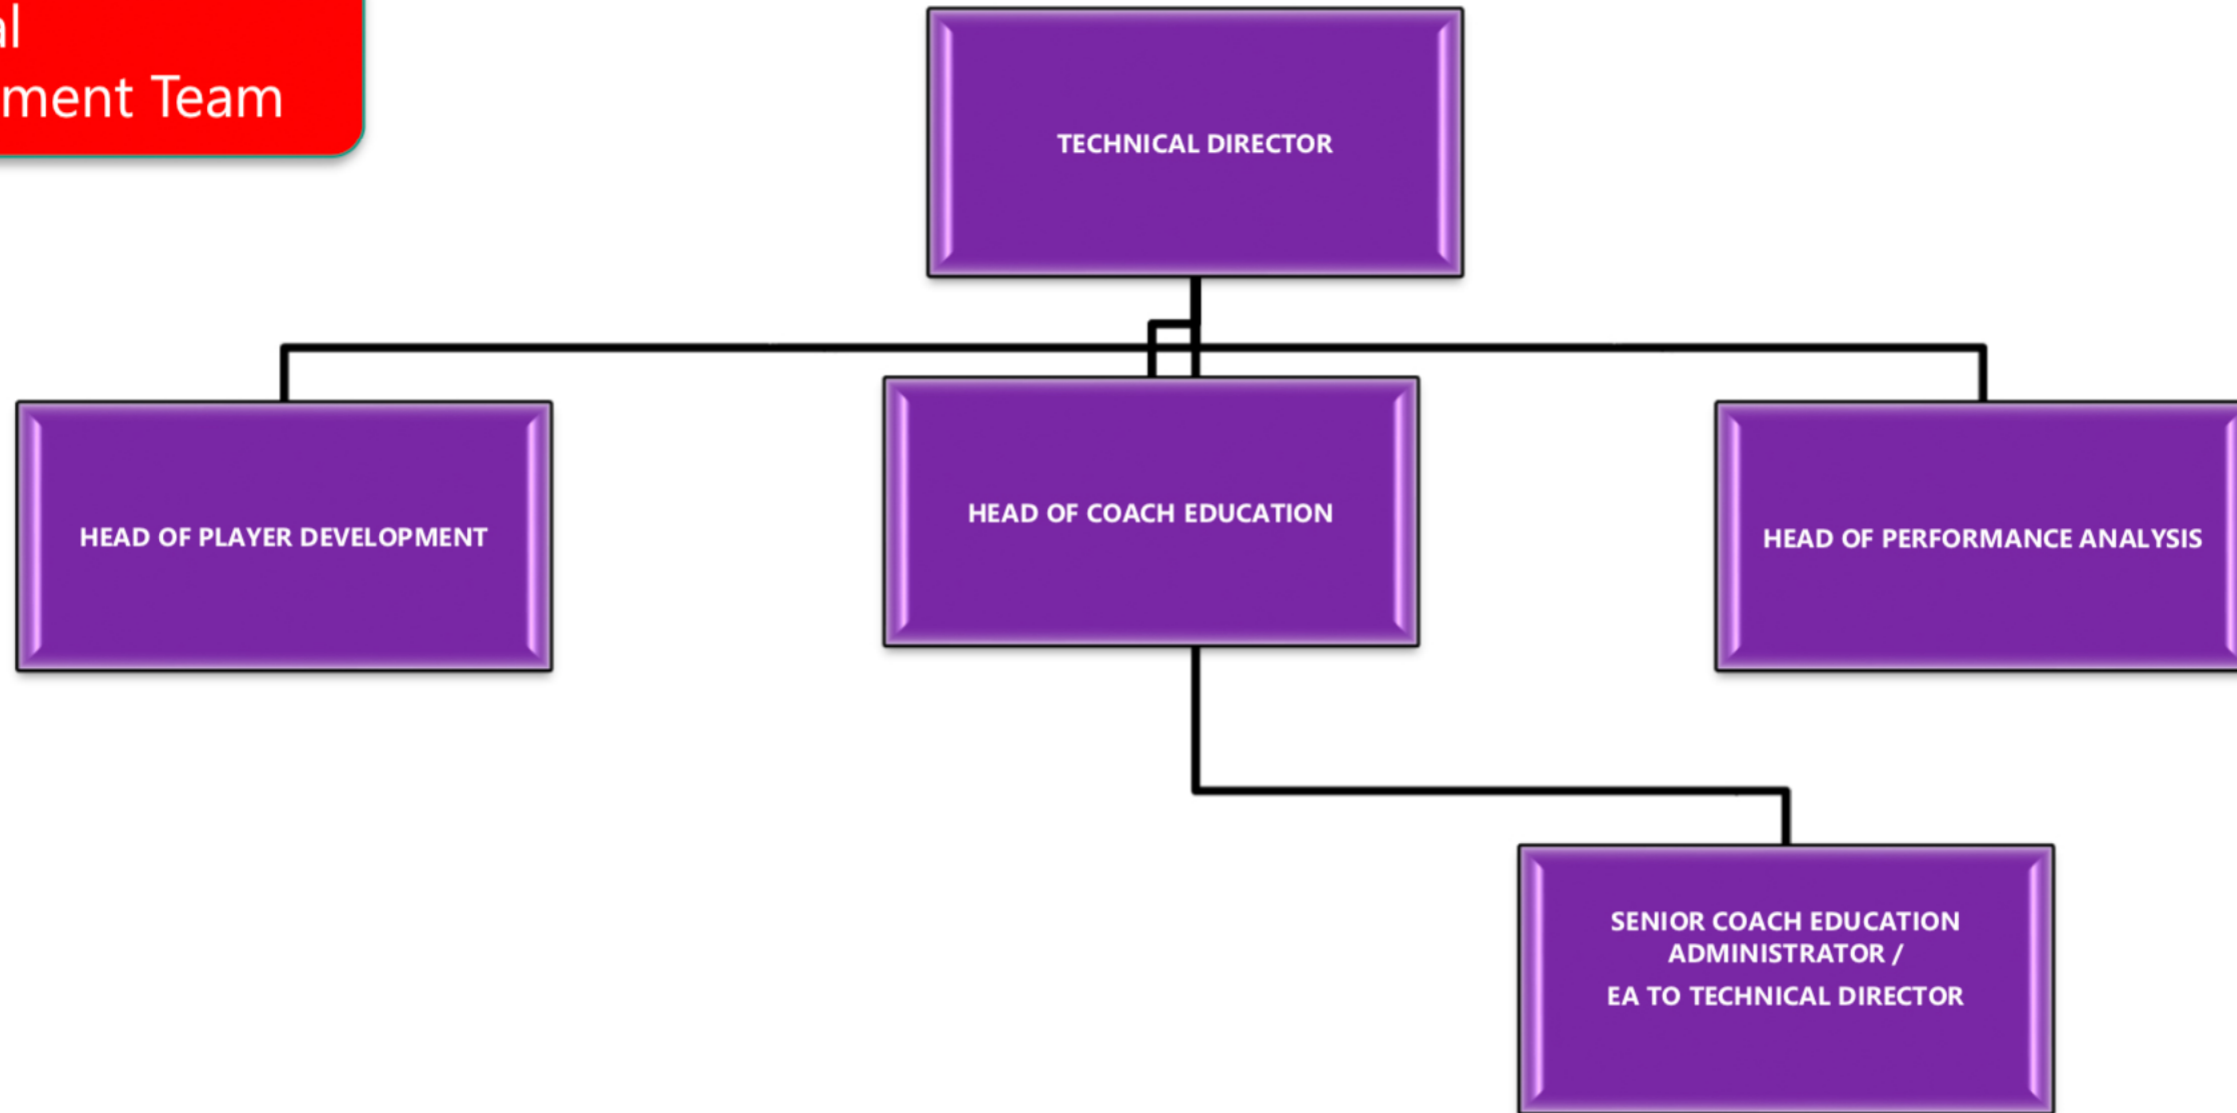 al
ment Team
TECHNICAL DIRECTOR
HEAD OF PLAYER DEVELOPMENT
HEAD OF COACH EDUCATION
HEAD OF PERFORMANCE ANALYSIS
SENIOR COACH EDUCATION
ADMINISTRATOR /
EA TO TECHNICAL DIRECTOR